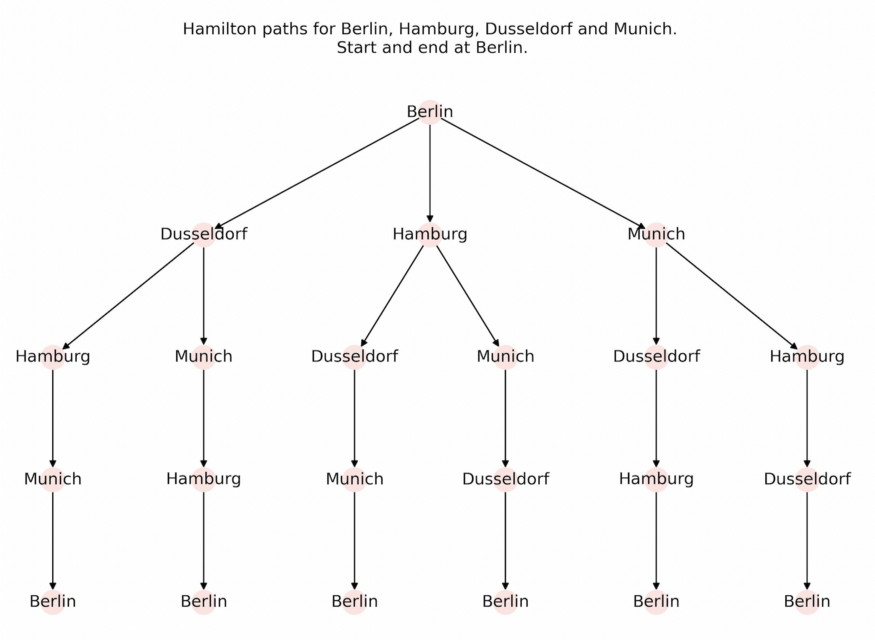 Hamilton paths for Berlin, Hamburg, Dusseldorf and Munich.
Start and end at Berlin.
Berlin
Dusseldorf Hamburg Munich
Hamburg Munich Dusseldorf Munich Dusseldorf Hamburg
Munich Hamburg Munich Dusseldorf Hamburg Dusseldorf
Berlin Berlin Berlin Berlin Berlin Berlin